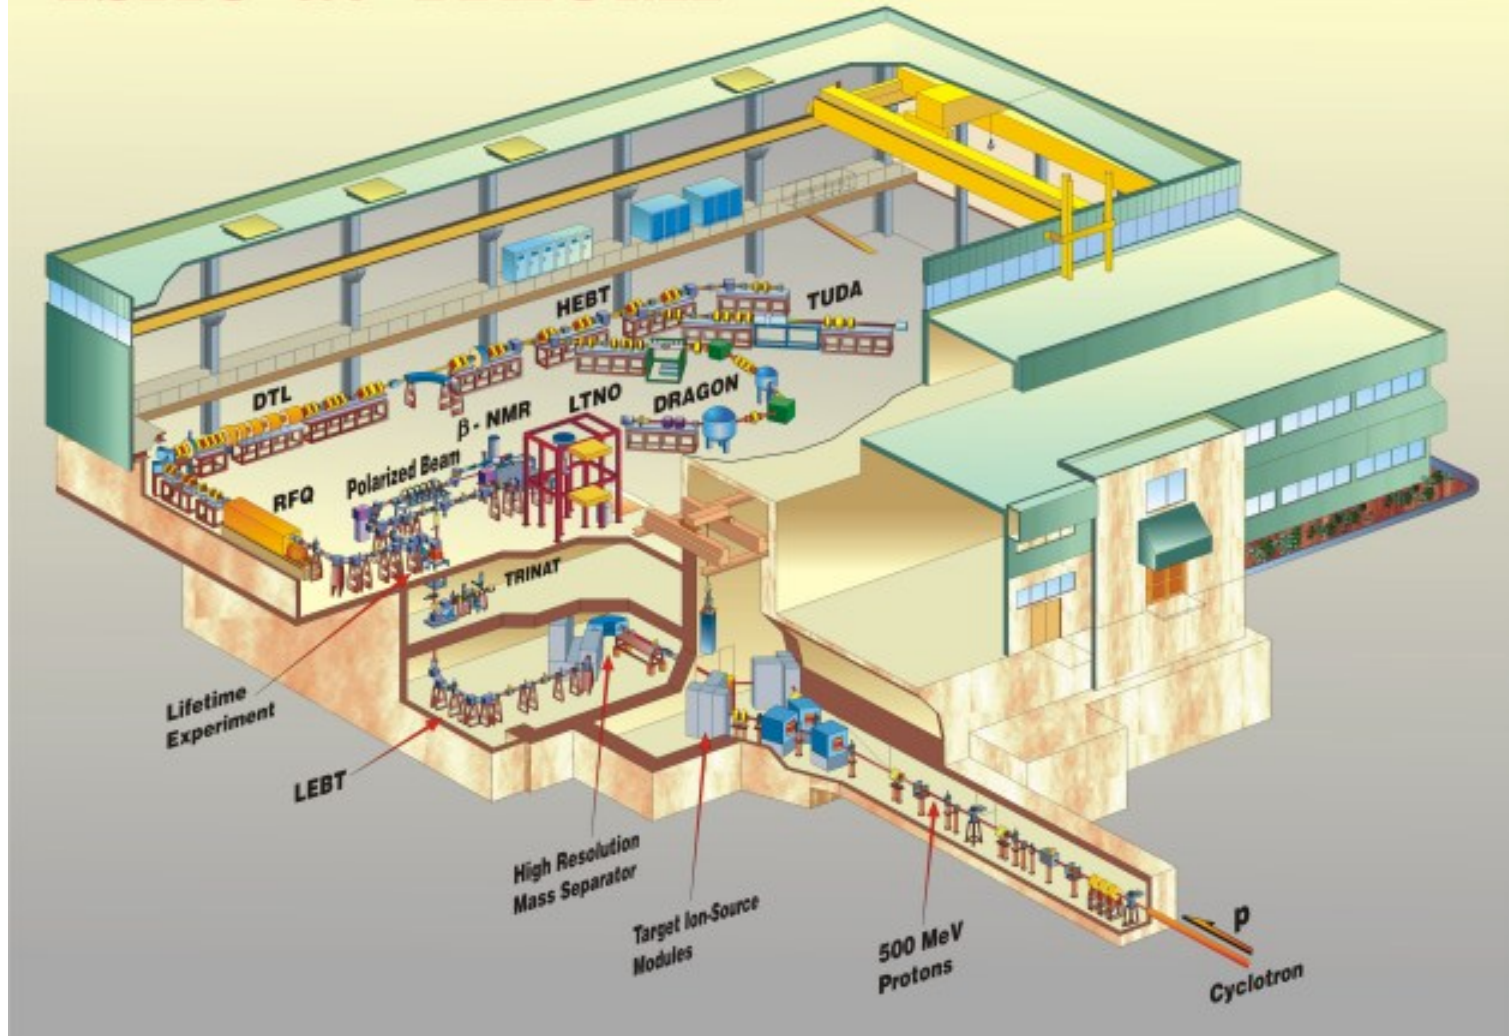 HEBT
TUDA
DTL
LTNO
DRAGON
β - NMR
Polarized Beam
RFQ
TRINAT
Lifetime
Experiment
LEBT
High Resolution
Mass Separator
Target Ion-Source
Modules
500 MeV
Protons
p
Cyclotron